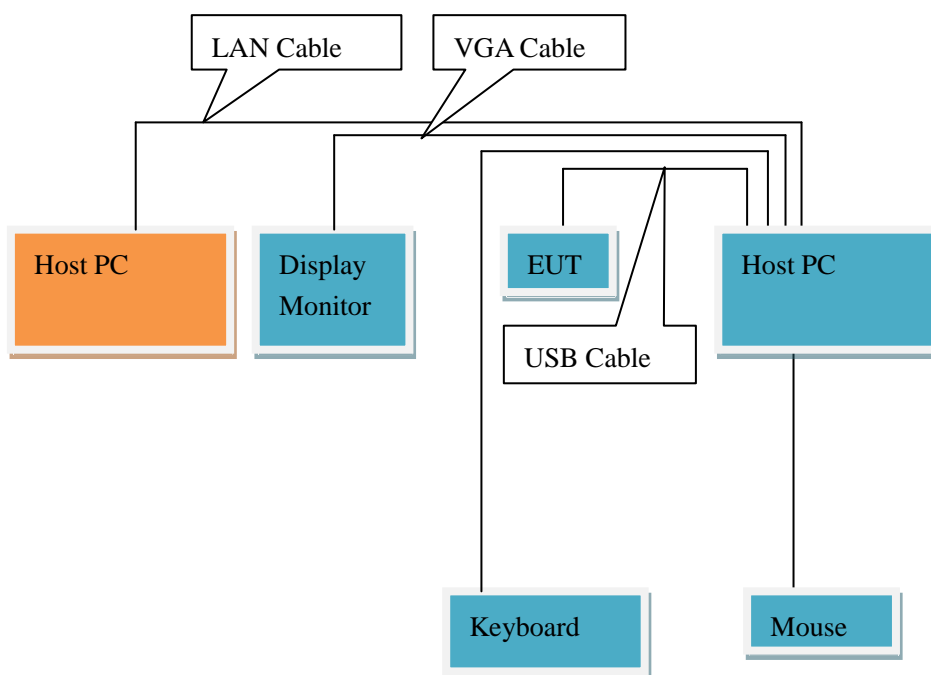 LAN Cable
VGA Cable
Host PC
Display
Monitor
EUT
Host PC
USB Cable
Keyboard
Mouse